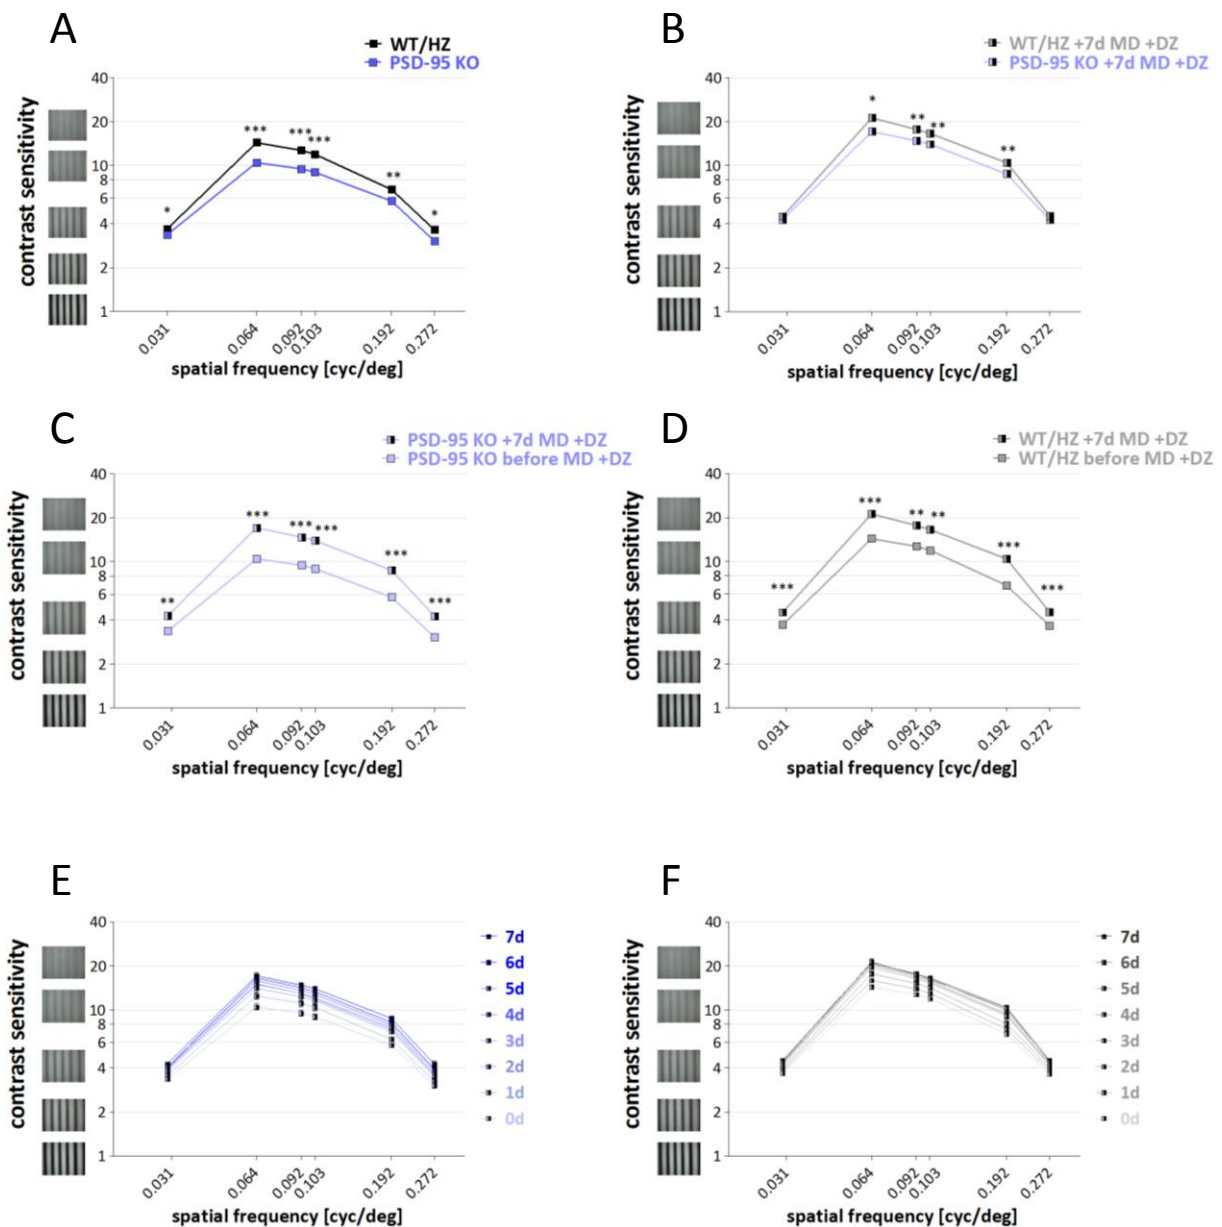 A
WT/HZ
PSD-95 KO
40
20
10
8
6
4
2
1
contrast sensitivity
*
***
***
***
**
*
0.031
0.064
0.092
0.103
0.192
0.272
spatial frequency [cyc/deg]
B
WT/HZ +7d MD +DZ
PSD-95 KO +7d MD +DZ
40
20
10
8
6
4
2
1
contrast sensitivity
*
**
**
**
0.031
0.064
0.092
0.103
0.192
0.272
spatial frequency [cyc/deg]
C
PSD-95 KO +7d MD +DZ
PSD-95 KO before MD +DZ
40
20
10
8
6
4
2
1
contrast sensitivity
**
***
***
***
***
***
0.031
0.064
0.092
0.103
0.192
0.272
spatial frequency [cyc/deg]
D
WT/HZ +7d MD +DZ
WT/HZ before MD +DZ
40
20
10
8
6
4
2
1
contrast sensitivity
***
***
**
**
***
***
0.031
0.064
0.092
0.103
0.192
0.272
spatial frequency [cyc/deg]
E
40
20
10
8
6
4
2
1
contrast sensitivity
7d
6d
5d
4d
3d
2d
1d
0d
0.031
0.064
0.092
0.103
0.192
0.272
spatial frequency [cyc/deg]
F
40
20
10
8
6
4
2
1
contrast sensitivity
7d
6d
5d
4d
3d
2d
1d
0d
0.031
0.064
0.092
0.103
0.192
0.272
spatial frequency [cyc/deg]